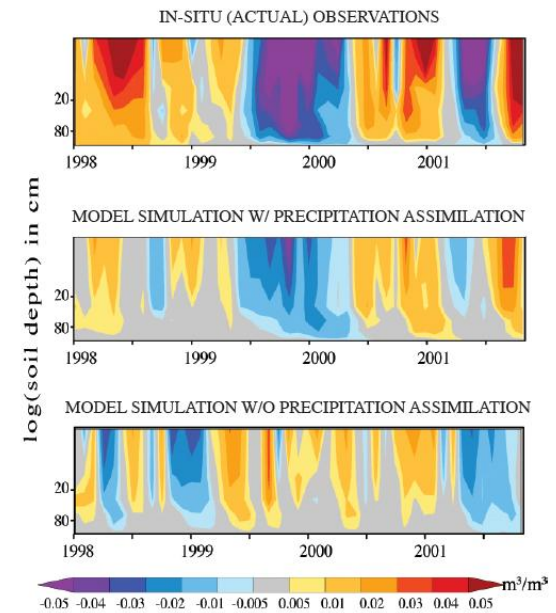 IN-SITU (ACTUAL) OBSERVATIONS
20
80
1998 1999 2000 2001
log(soil depth) in cm
MODEL SIMULATION W/ PRECIPITATION ASSIMILATION
20
80
1998 1999 2000 2001
MODEL SIMULATION W/O PRECIPITATION ASSIMILATION
20
80
1998 1999 2000 2001
m³/m³
-0.05 -0.04 -0.03 -0.02 -0.01 -0.005 0.005 0.01 0.02 0.03 0.04 0.05